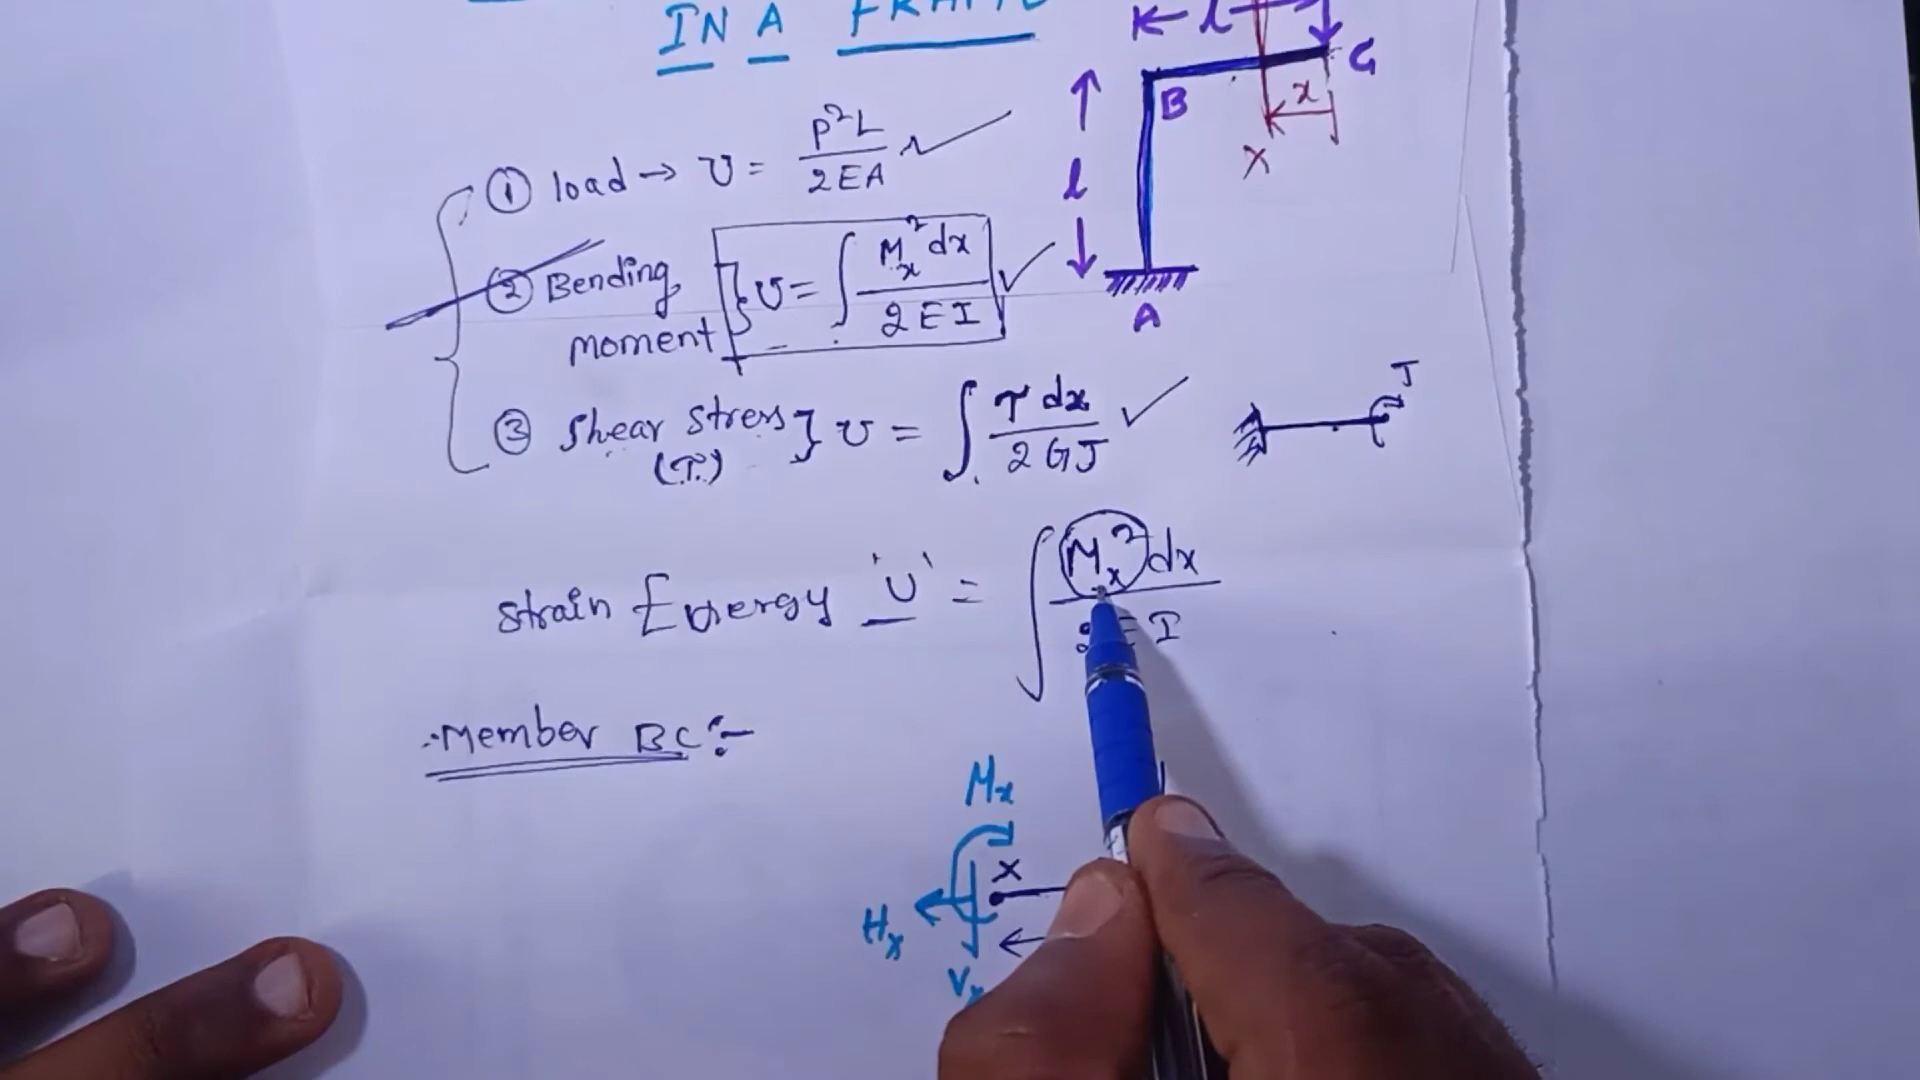 IN A FRAME
K← l →
C
B
x
X
↑
l
↓
A
① load → U = P²L / 2EA ✓
② Bending moment } U = ∫ Mx² dx / 2EI ✓
③ Shear stress (τ) } U = ∫ τ dx / 2GJ ✓
J
Strain Energy 'U' = ∫ Mx² dx / 2EI
Member BC :-
Mx
X
Hx
Vx